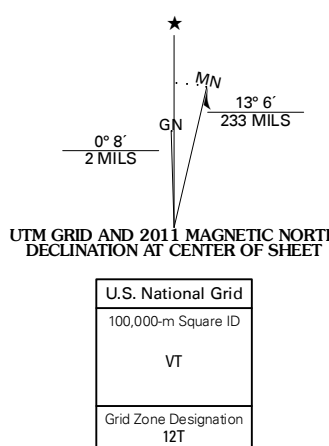 ★
MN
GN
13° 6´
233 MILS
0° 8´
2 MILS
UTM GRID AND 2011 MAGNETIC NORTH
DECLINATION AT CENTER OF SHEET
U.S. National Grid
100,000-m Square ID
VT
Grid Zone Designation
12T